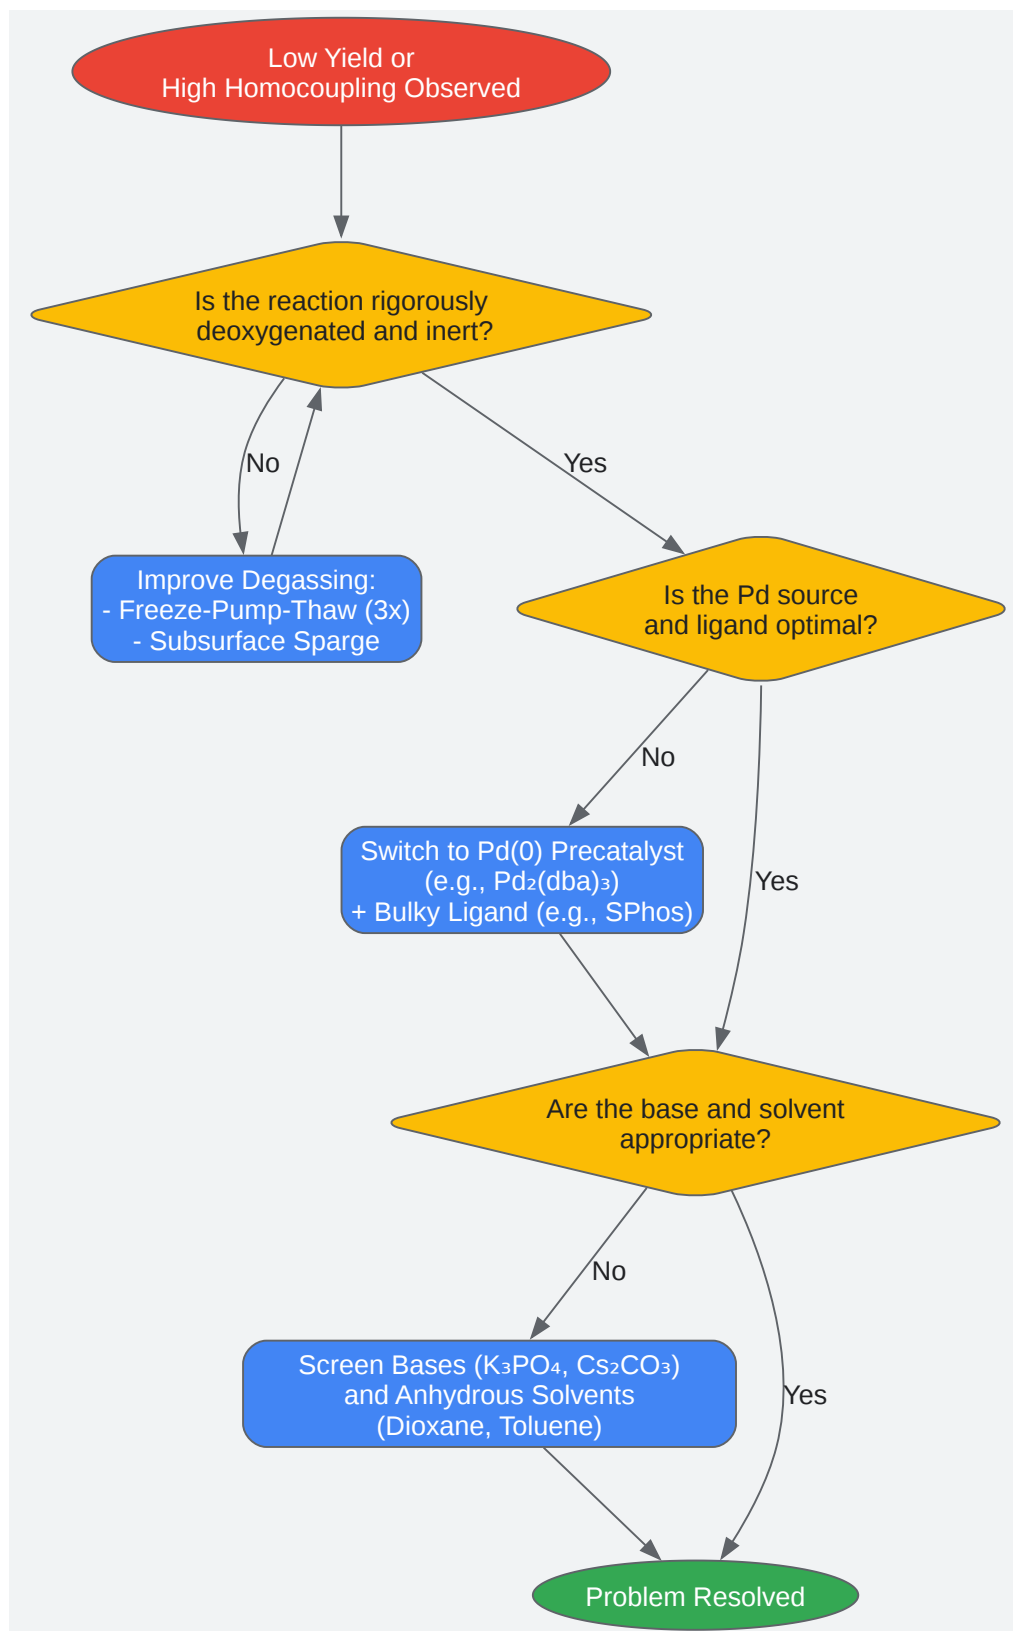 Low Yield or
High Homocoupling Observed
Is the reaction rigorously
deoxygenated and inert?
No
Yes
Improve Degassing:
- Freeze-Pump-Thaw (3x)
- Subsurface Sparge
Is the Pd source
and ligand optimal?
No
Switch to Pd(0) Precatalyst
(e.g., Pd₂(dba)₃)
+ Bulky Ligand (e.g., SPhos)
Yes
Are the base and solvent
appropriate?
No
Screen Bases (K₃PO₄, Cs₂CO₃)
and Anhydrous Solvents
(Dioxane, Toluene)
Yes
Problem Resolved